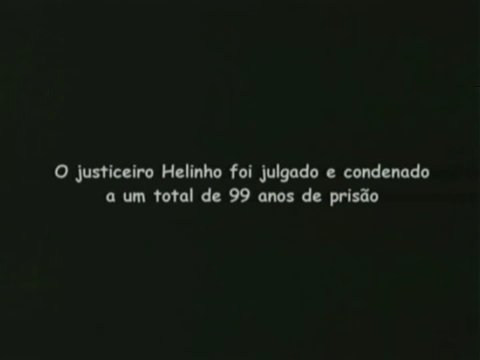 O justiceiro Helinho foi julgado e condenado
a um total de 99 anos de prisão